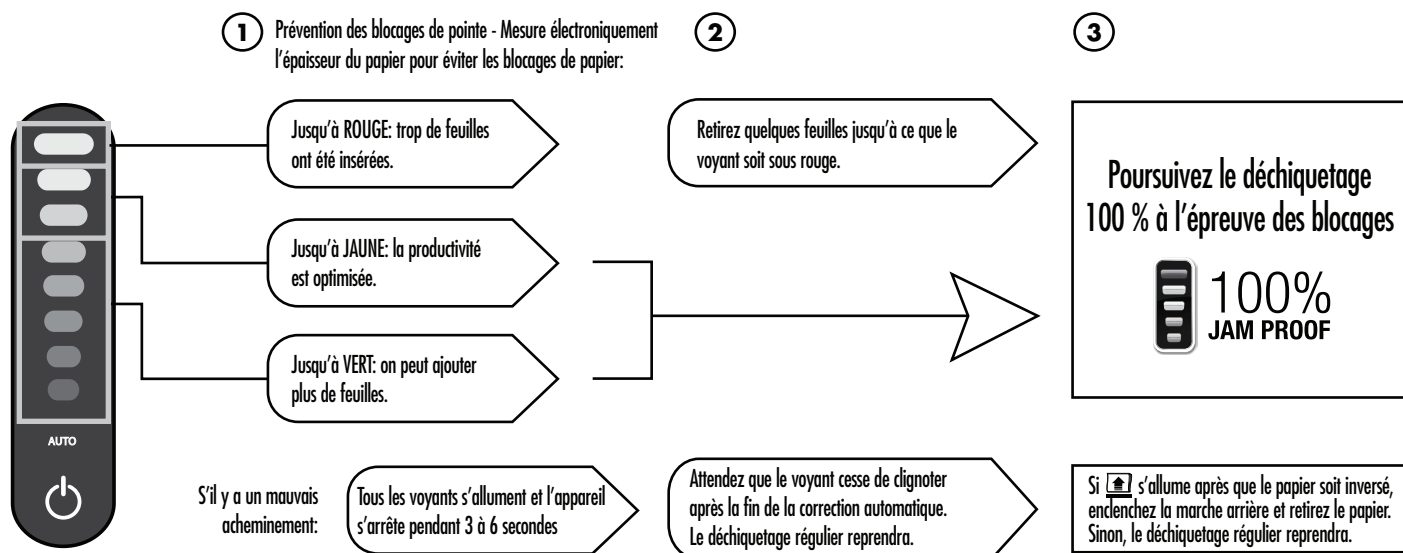 1
Prévention des blocages de pointe - Mesure électroniquement
l'épaisseur du papier pour éviter les blocages de papier:
2
3
Jusqu'à ROUGE: trop de feuilles
ont été insérées.
Retirez quelques feuilles jusqu'à ce que le
voyant soit sous rouge.
Jusqu'à JAUNE: la productivité
est optimisée.
Jusqu'à VERT: on peut ajouter
plus de feuilles.
Poursuivez le déchiquetage
100 % à l'épreuve des blocages
100%
JAM PROOF
AUTO
S'il y a un mauvais
acheminement:
Tous les voyants s'allument et l'appareil
s'arrête pendant 3 à 6 secondes
Attendez que le voyant cesse de clignoter
après la fin de la correction automatique.
Le déchiquetage régulier reprendra.
Si s'allume après que le papier soit inversé,
enclenchez la marche arrière et retirez le papier.
Sinon, le déchiquetage régulier reprendra.